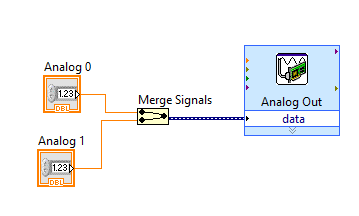 Analog 0
1.23
DBL
Merge Signals
Analog Out
data
Analog 1
1.23
DBL